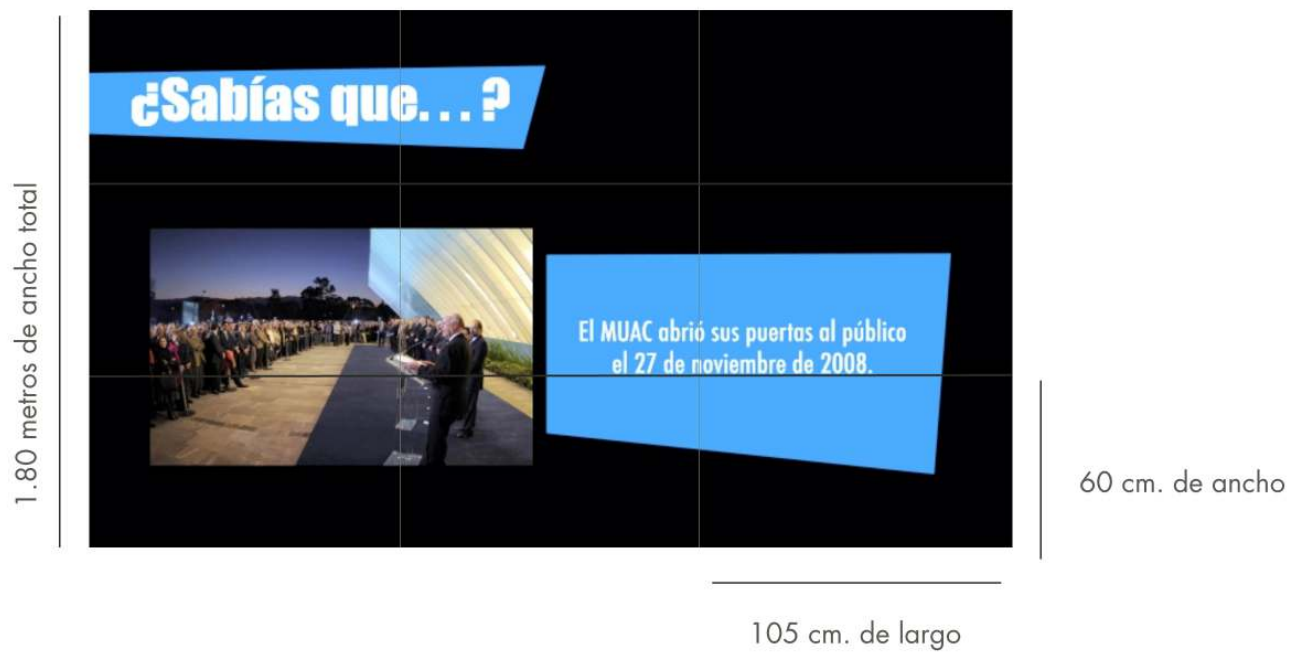 1.80 metros de ancho total
¿Sabías que...?
El MUAC abrió sus puertas al público
el 27 de noviembre de 2008.
60 cm. de ancho
105 cm. de largo